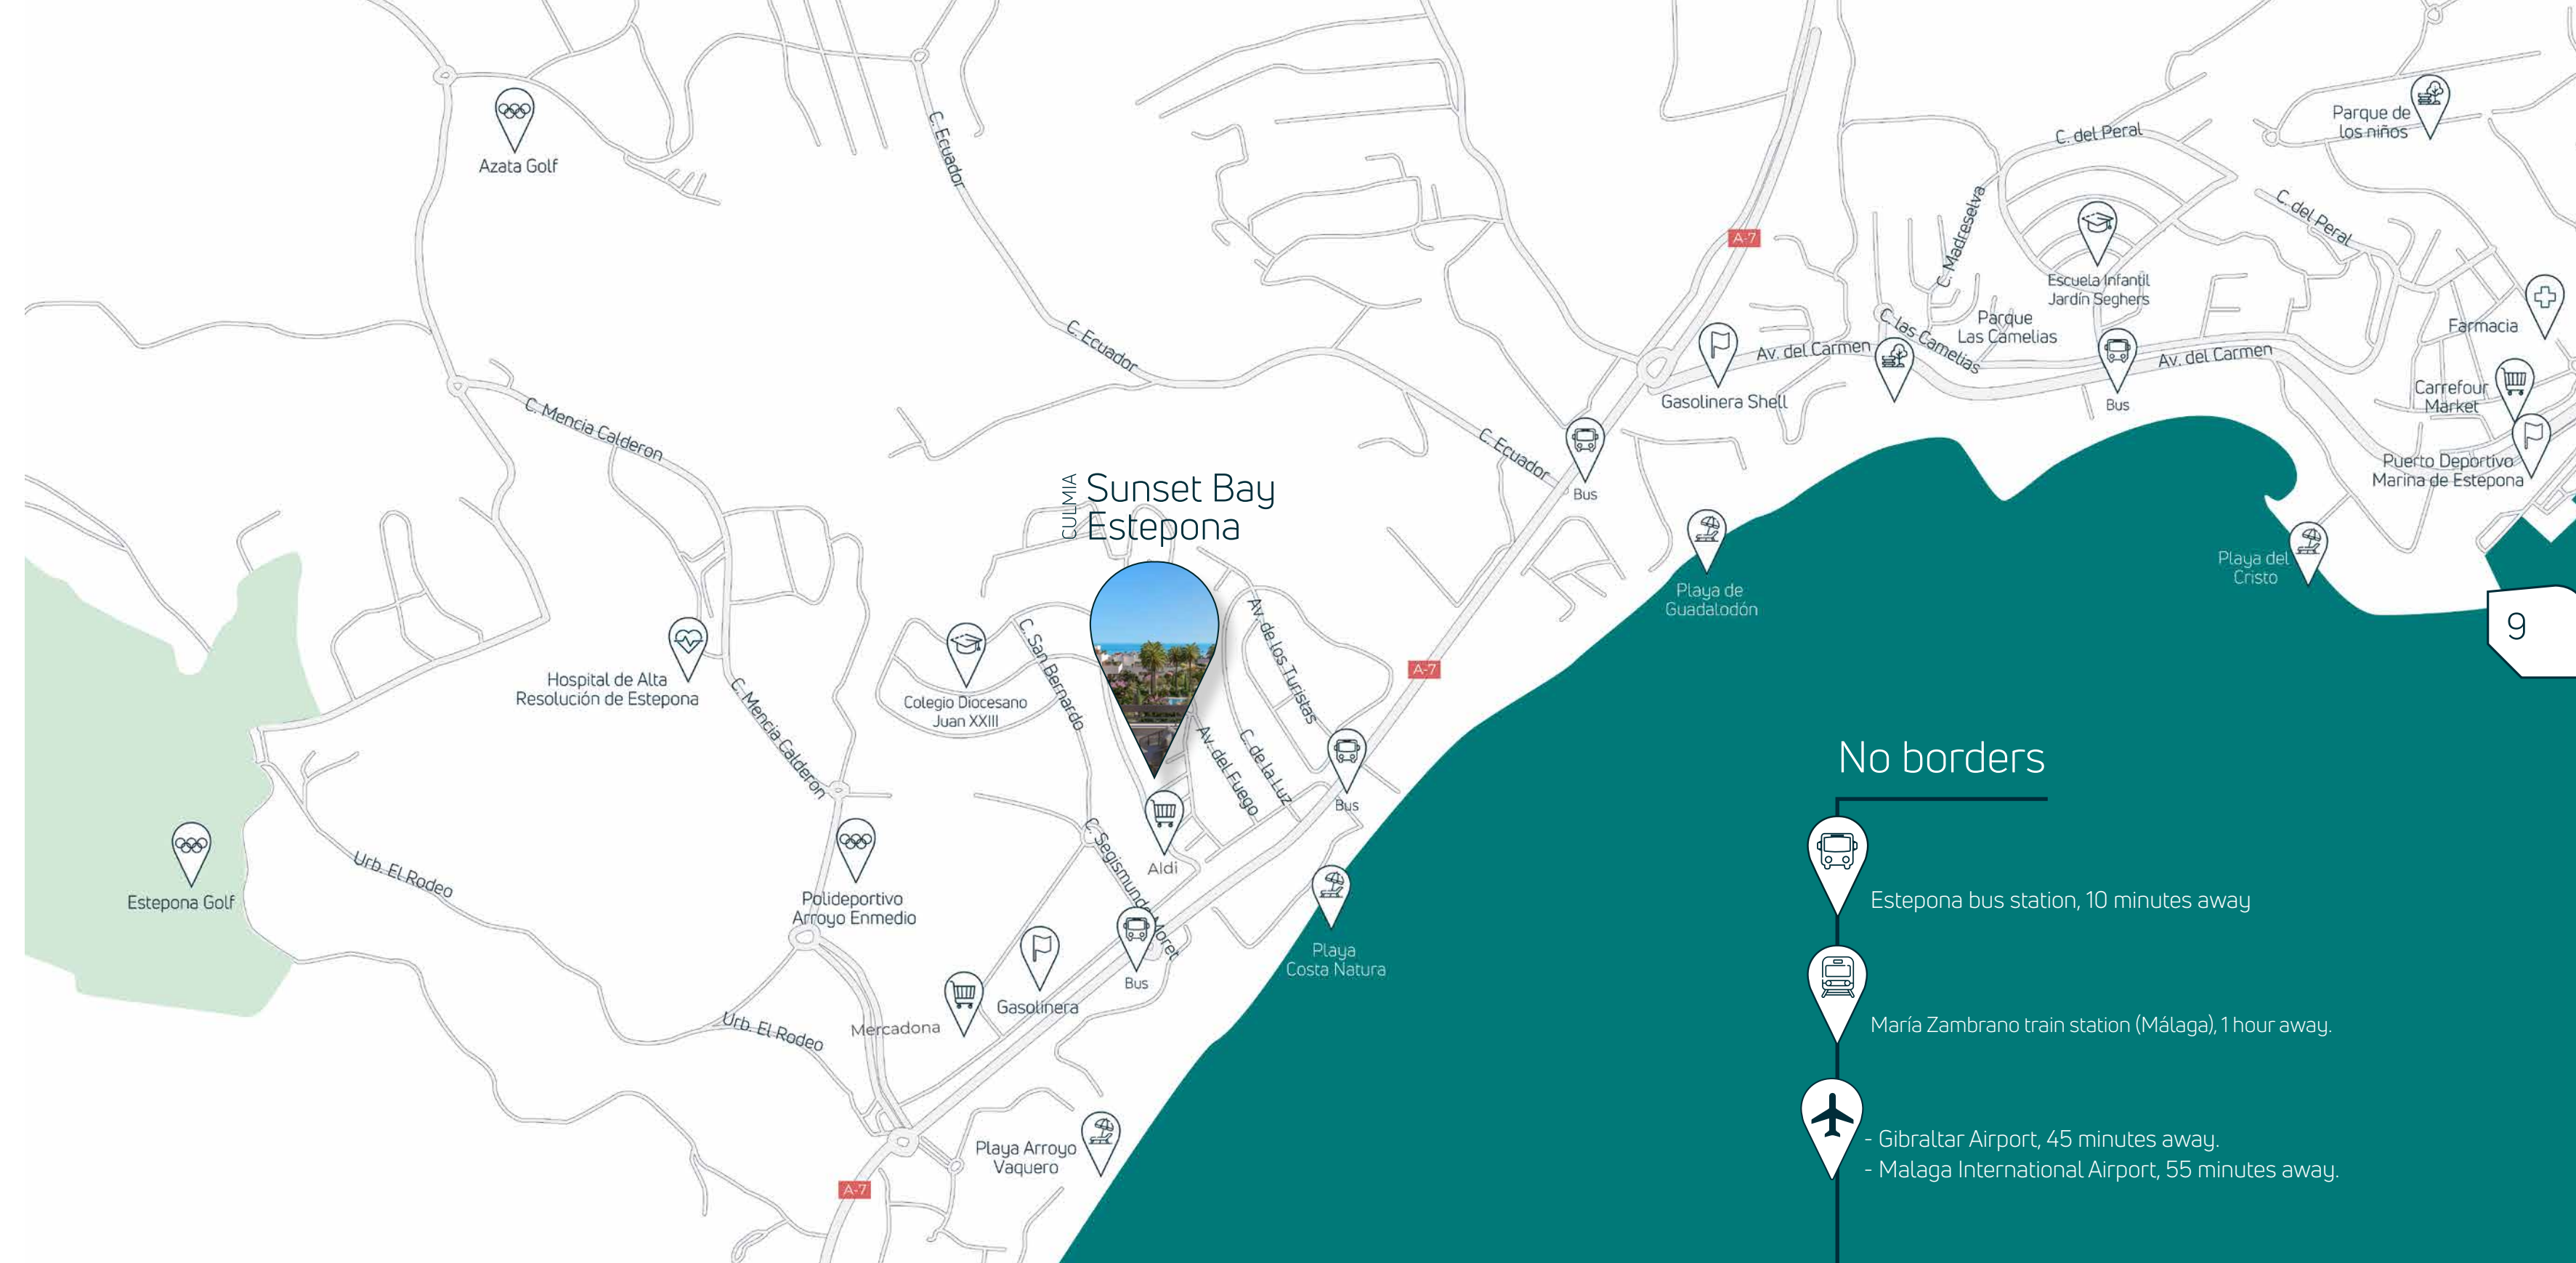 Azata Golf
C. Ecuador
C. Ecuador
C. Ecuador
C. Mencia Calderon
C. Mencia Calderon
CULMIA
Sunset Bay
Estepona
Hospital de Alta
Resolución de Estepona
Colegio Diocesano
Juan XXIII
C. San Bernardo
Av. de los Turistas
Av. del Fuego
C. de la Luz
Aldi
Bus
Estepona Golf
Urb. El Rodeo
Polideportivo
Arroyo Enmedio
Urb. El Rodeo
Mercadona
Gasolinera
C. Segismundo Moret
Bus
Playa
Costa Natura
Playa Arroyo
Vaquero
A-7
A-7
A-7
Bus
Gasolinera Shell
Av. del Carmen
C. las Camelias
Parque
Las Camelias
C. Madreselva
C. del Peral
C. del Peral
Escuela Infantil
Jardín Seghers
Bus
Av. del Carmen
Parque de
los niños
Farmacia
Carrefour
Market
Puerto Deportivo
Marina de Estepona
Playa de
Guadalodón
Playa del
Cristo
9
No borders
Estepona bus station, 10 minutes away
María Zambrano train station (Málaga), 1 hour away.
- Gibraltar Airport, 45 minutes away.
- Malaga International Airport, 55 minutes away.